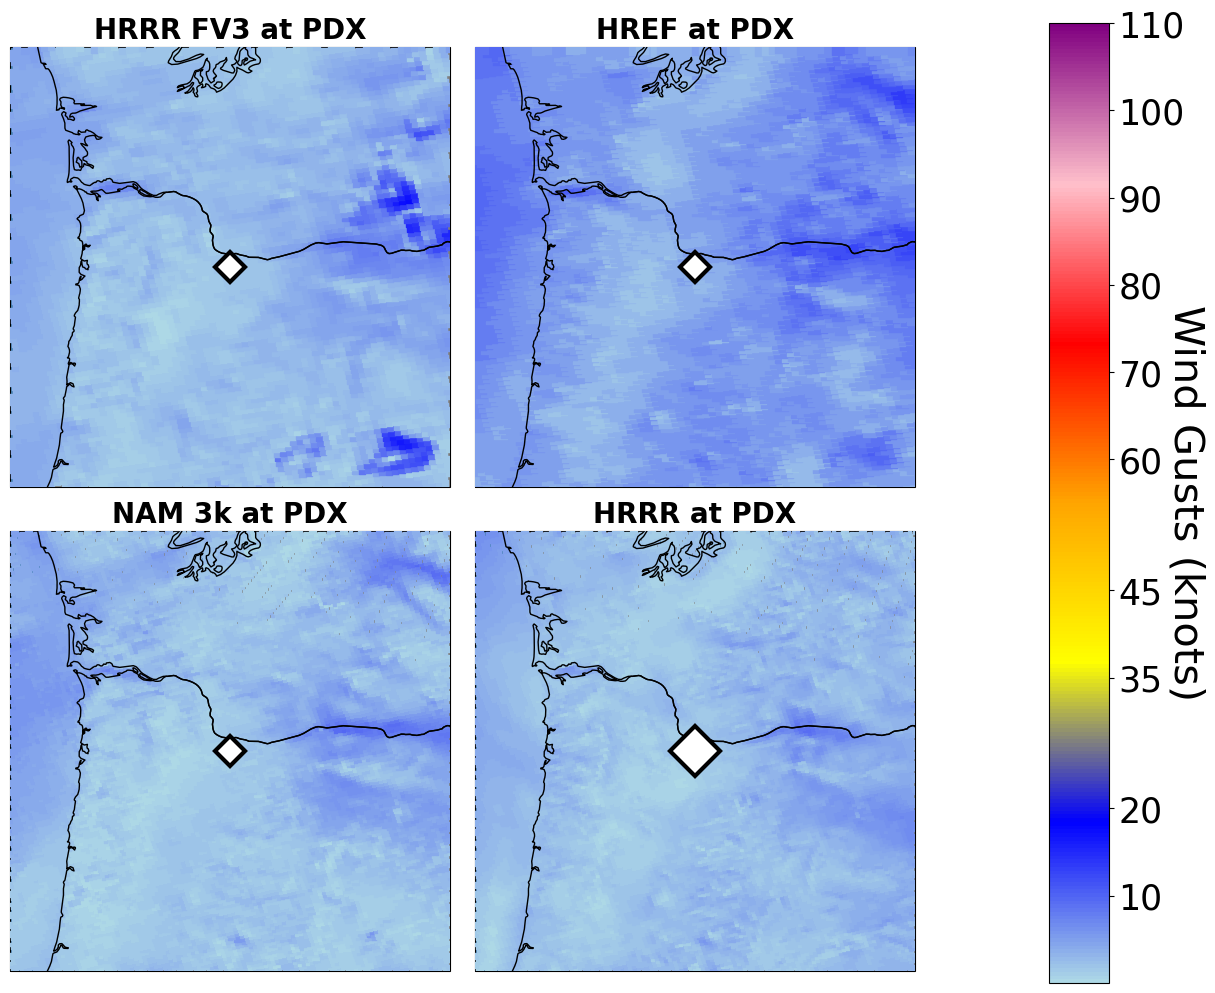 HRRR FV3 at PDX
HREF at PDX
NAM 3k at PDX
HRRR at PDX
110
100
90
80
70
60
45
35
20
10
Wind Gusts (knots)